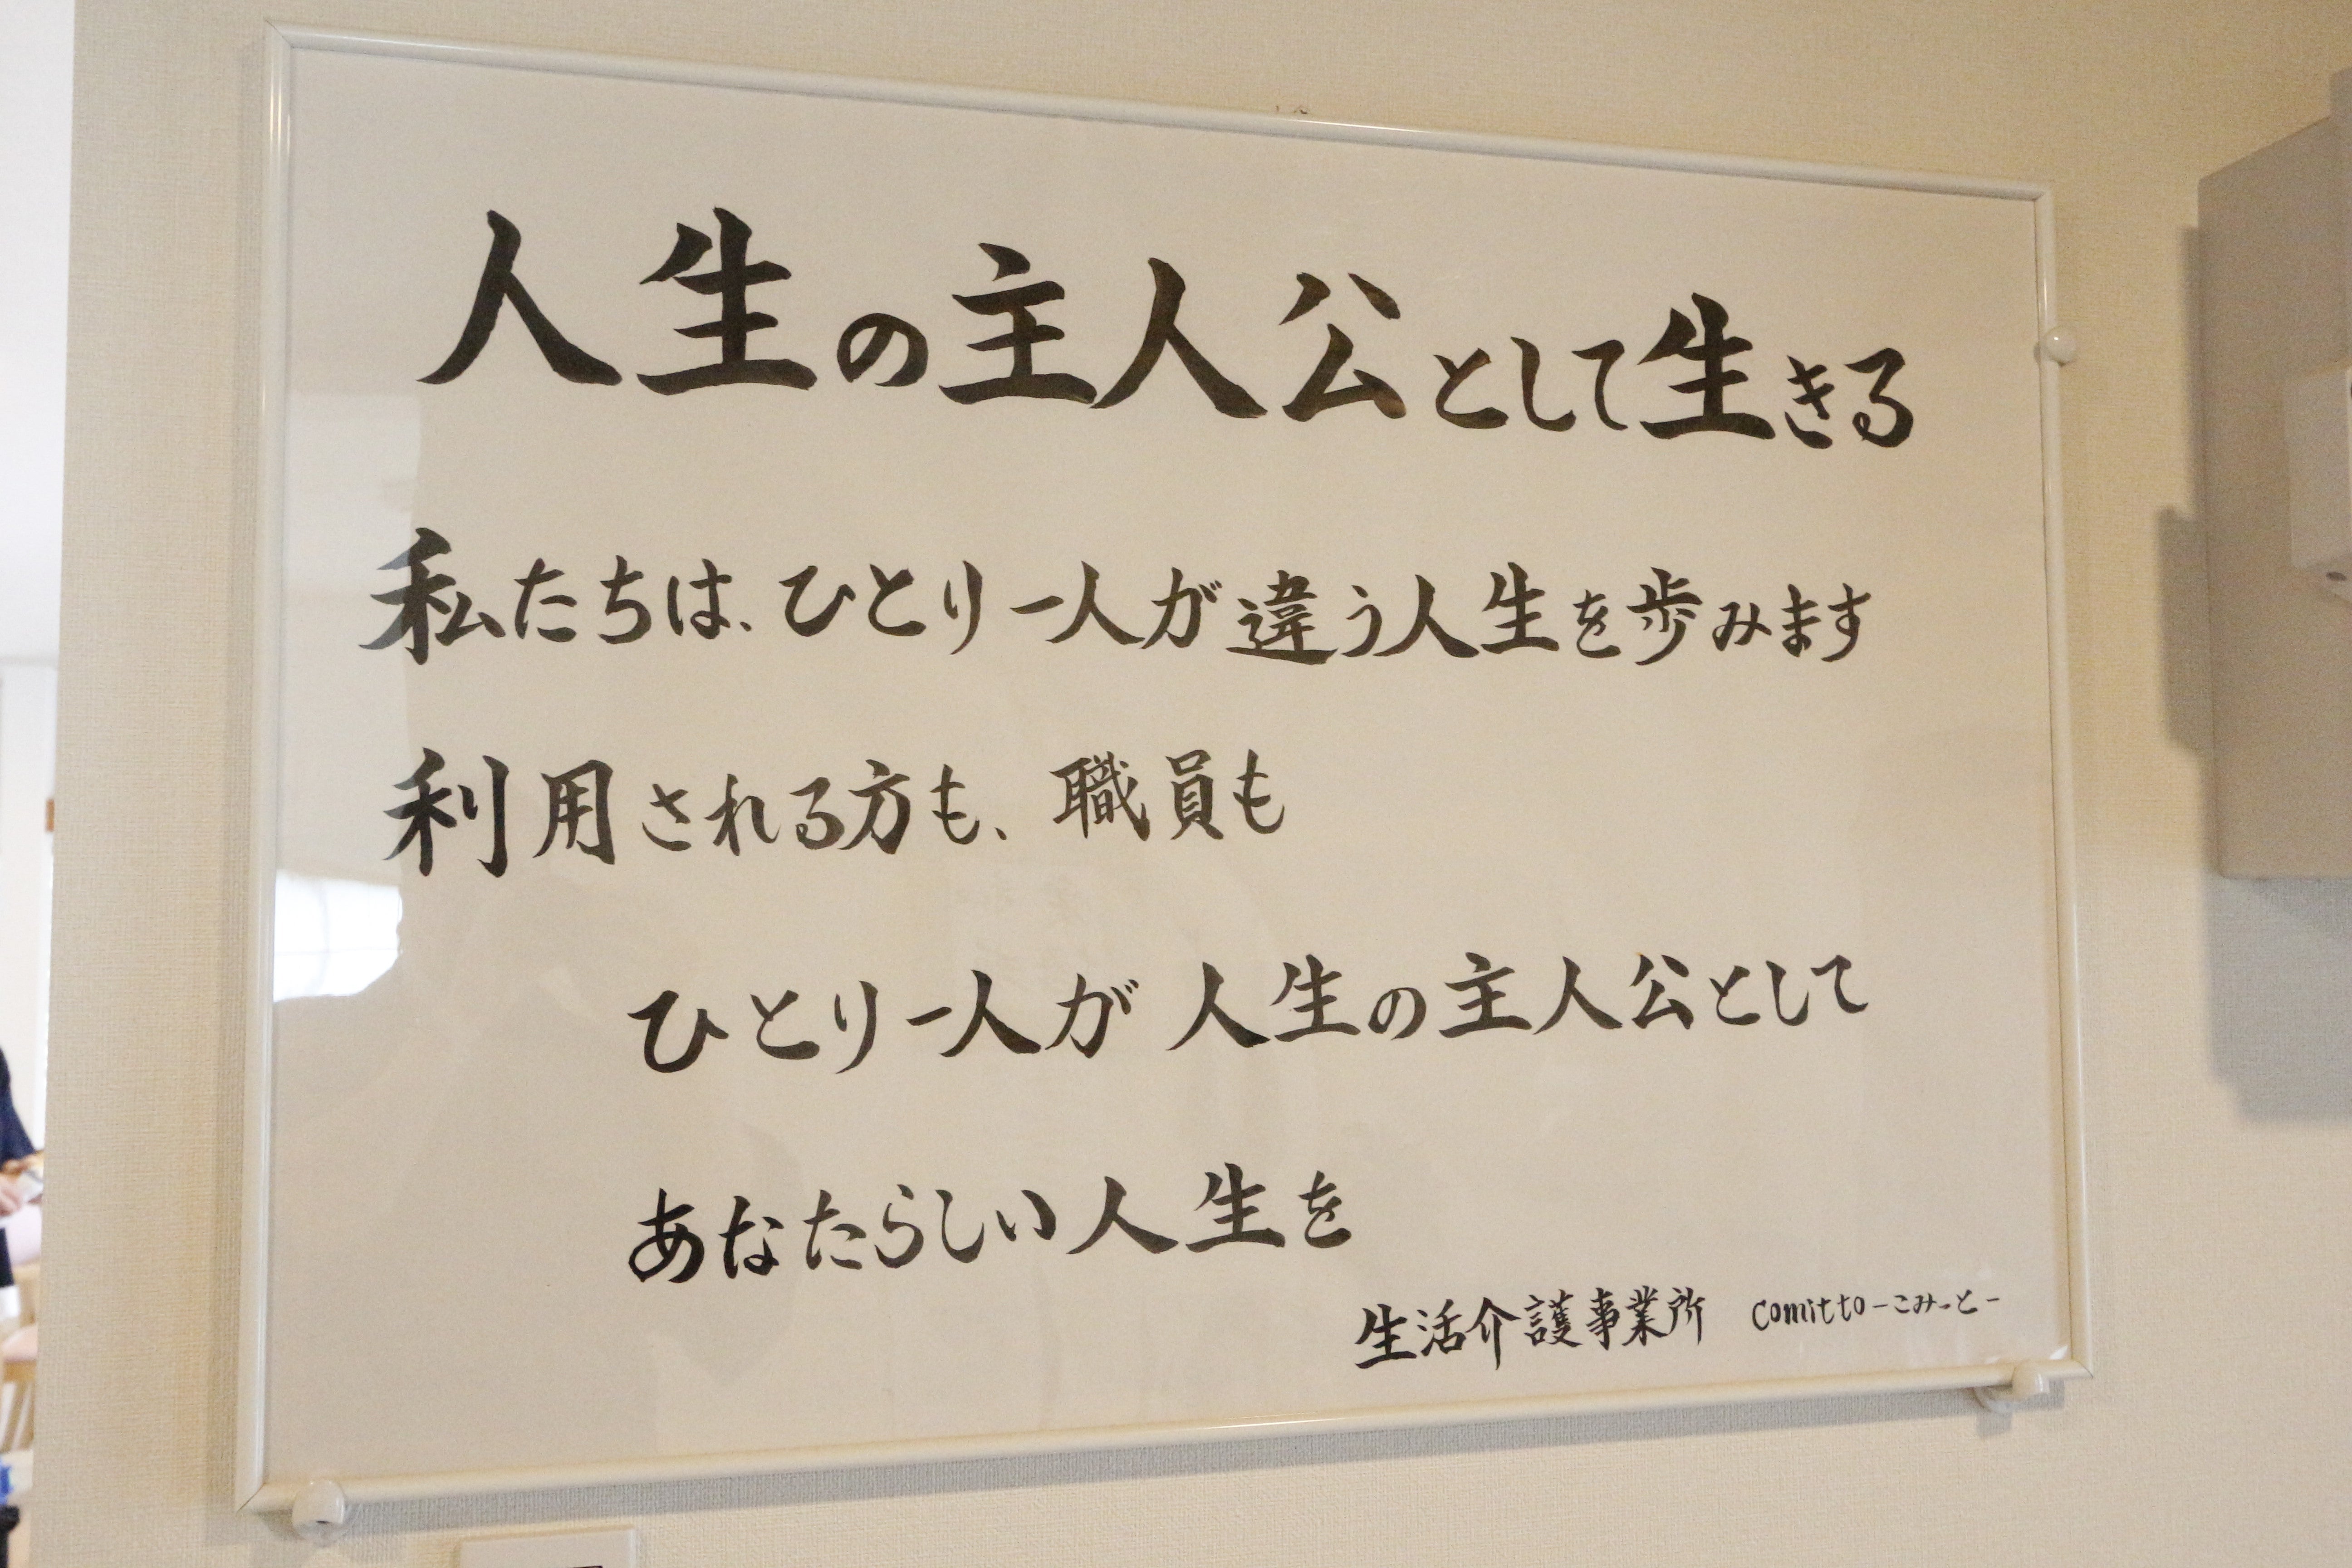 人生の主人公として生きる
私たちは、ひとり一人が違う人生を歩みます
利用される方も、職員も
ひとり一人が 人生の主人公として
あなたらしい人生を
生活介護事業所 comitto-こみっと-